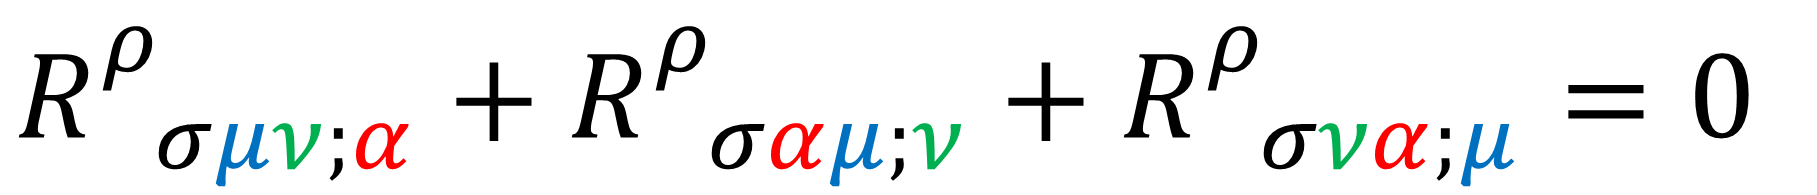 R^ρ_{σμν;α} + R^ρ_{σαμ;ν} + R^ρ_{σνα;μ} = 0